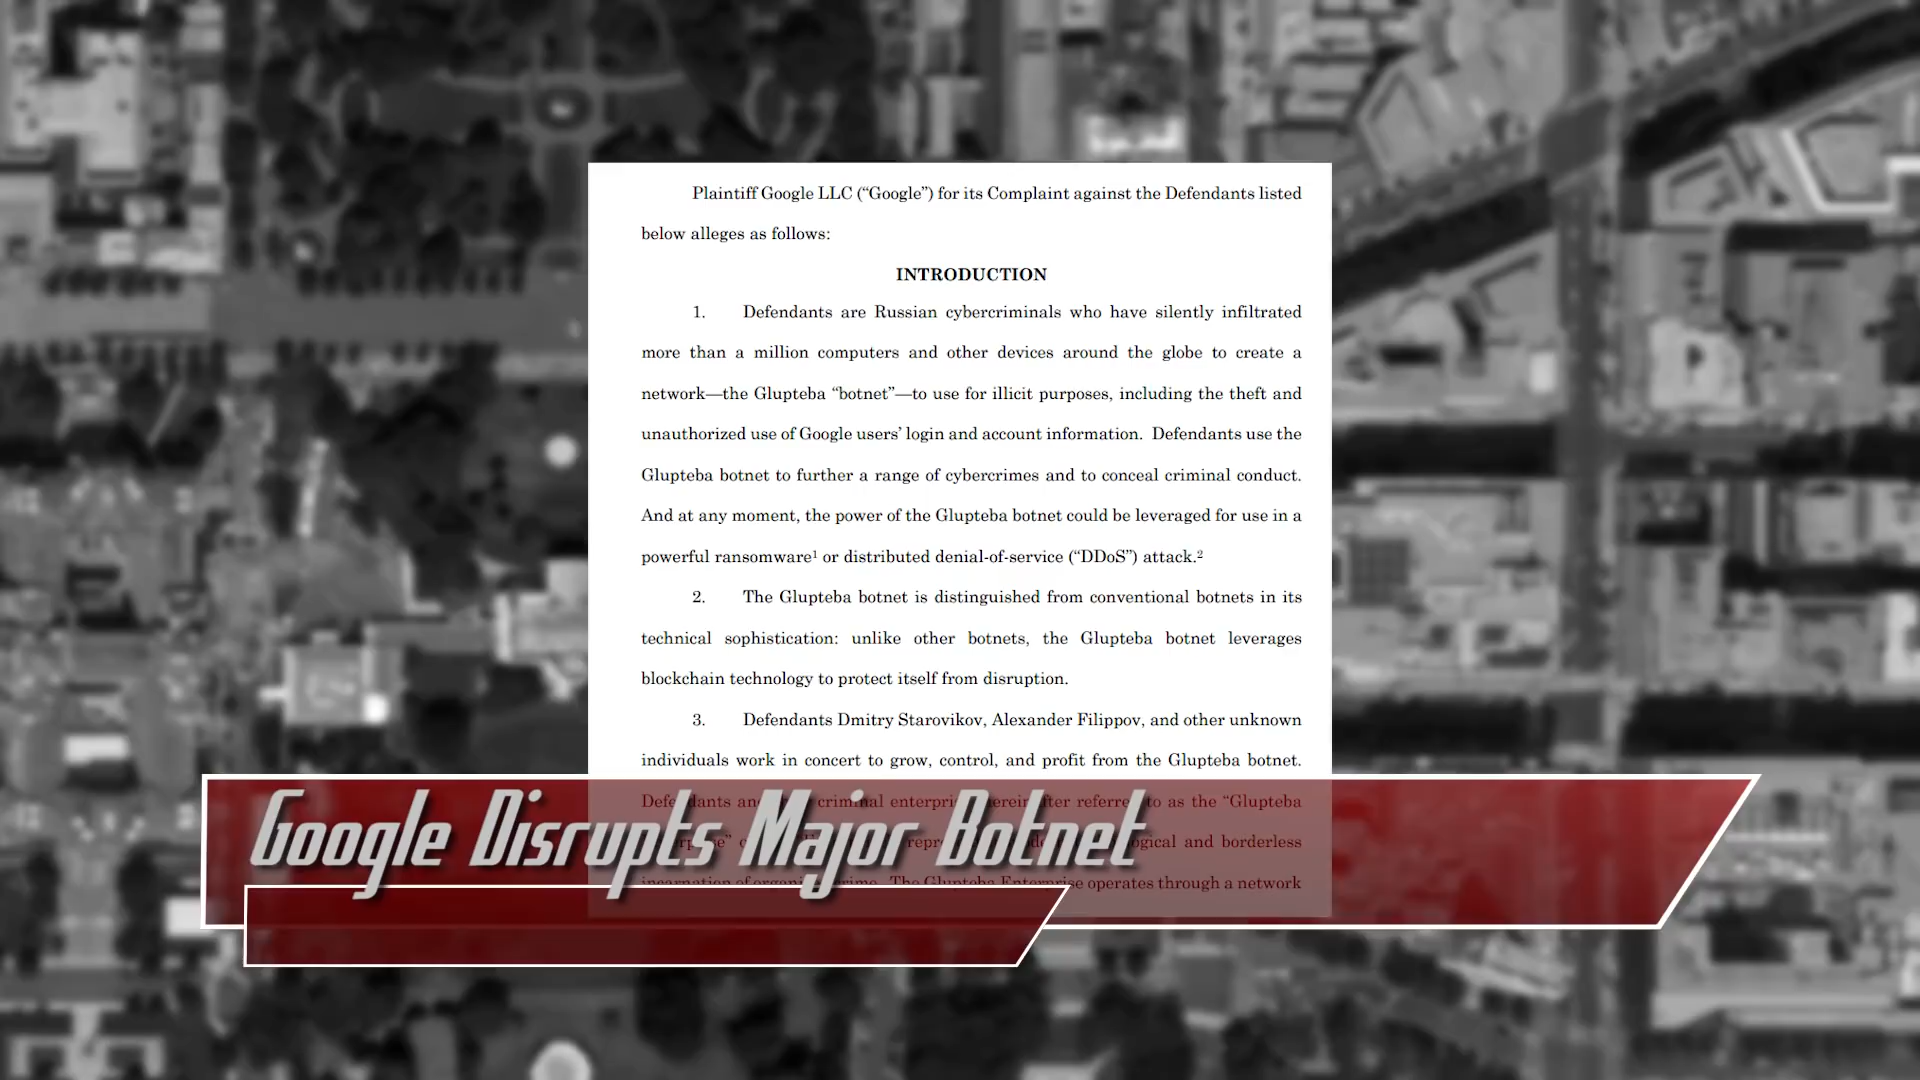 Plaintiff Google LLC (“Google”) for its Complaint against the Defendants listed
below alleges as follows:
INTRODUCTION
1. Defendants are Russian cybercriminals who have silently infiltrated
more than a million computers and other devices around the globe to create a
network—the Glupteba “botnet”—to use for illicit purposes, including the theft and
unauthorized use of Google users’ login and account information. Defendants use the
Glupteba botnet to further a range of cybercrimes and to conceal criminal conduct.
And at any moment, the power of the Glupteba botnet could be leveraged for use in a
powerful ransomware¹ or distributed denial-of-service (“DDoS”) attack.²
2. The Glupteba botnet is distinguished from conventional botnets in its
technical sophistication: unlike other botnets, the Glupteba botnet leverages
blockchain technology to protect itself from disruption.
3. Defendants Dmitry Starovikov, Alexander Filippov, and other unknown
individuals work in concert to grow, control, and profit from the Glupteba botnet.
Defendants criminal referred to as the “Glupteba
and borderless
The Glupteba Enterprise operates through a network
Google Disrupts Major Botnet